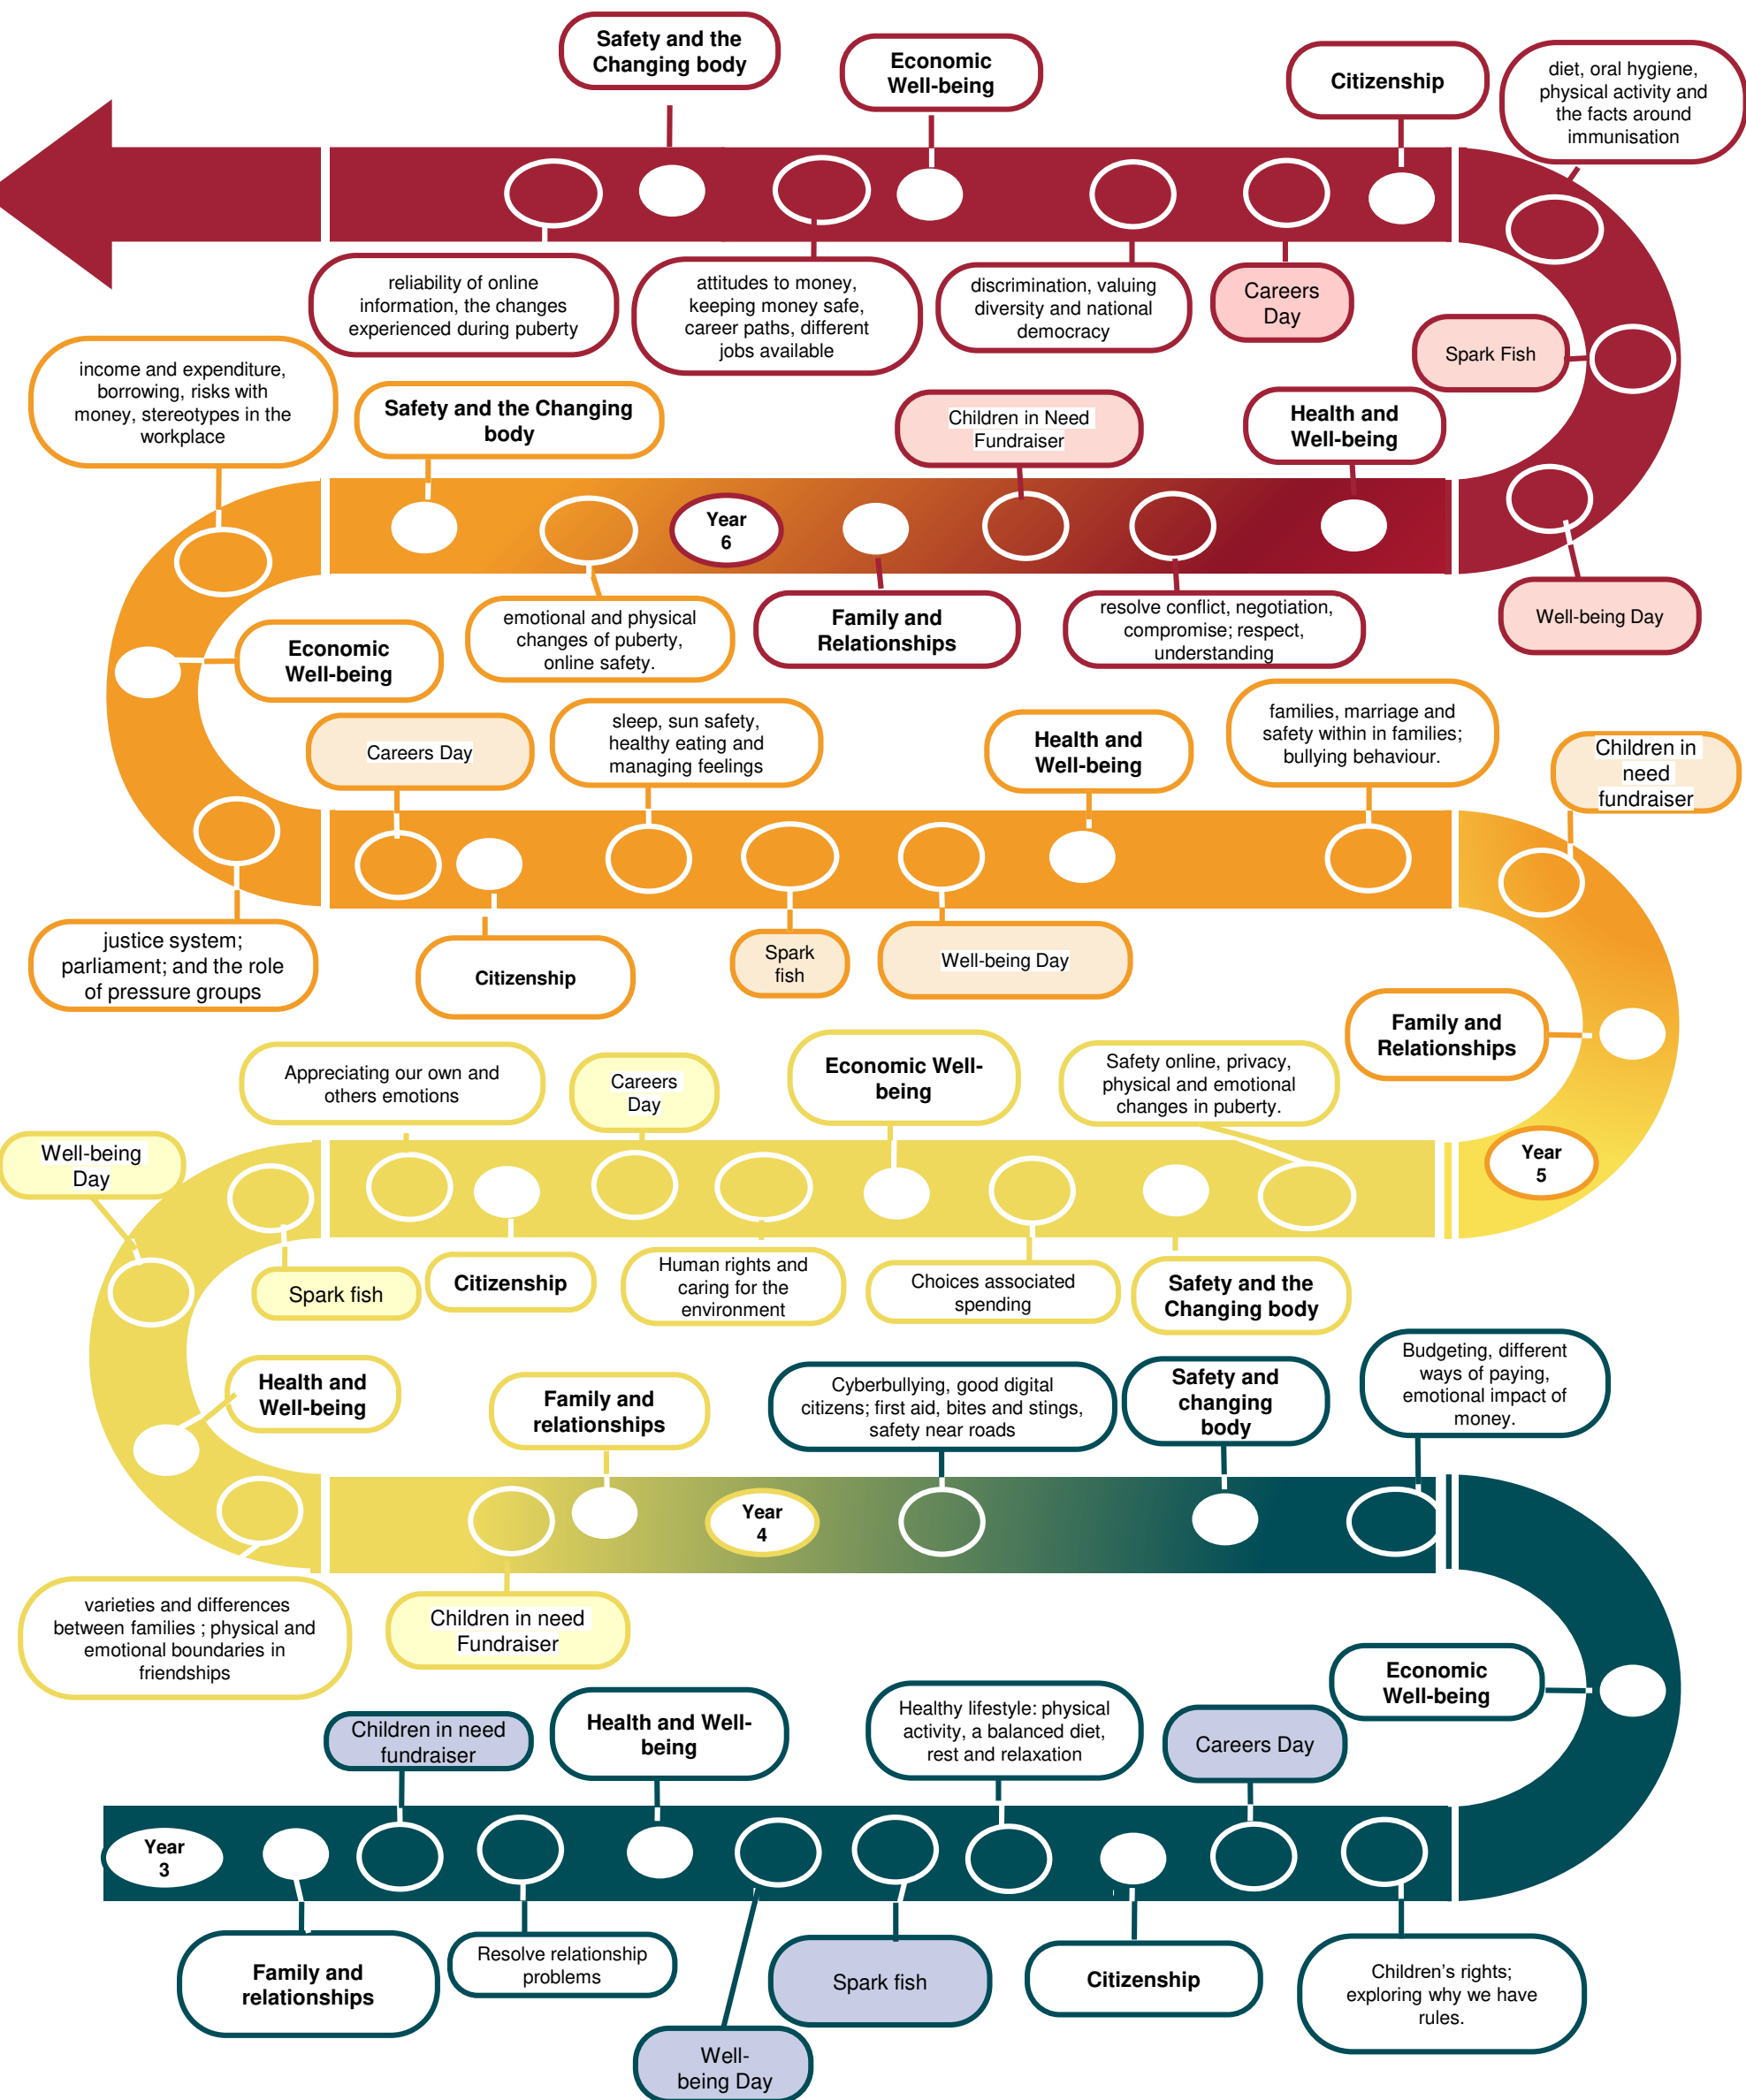 Safety and the
Changing body
Economic
Well-being
Citizenship
diet, oral hygiene,
physical activity and
the facts around
immunisation
reliability of online
information, the changes
experienced during puberty
attitudes to money,
keeping money safe,
career paths, different
jobs available
discrimination, valuing
diversity and national
democracy
Careers
Day
Spark Fish
income and expenditure,
borrowing, risks with
money, stereotypes in the
workplace
Safety and the Changing
body
Children in Need
Fundraiser
Health and
Well-being
Year
6
emotional and physical
changes of puberty,
online safety.
Family and
Relationships
resolve conflict, negotiation,
compromise; respect,
understanding
Well-being Day
Economic
Well-being
Careers Day
sleep, sun safety,
healthy eating and
managing feelings
Health and
Well-being
families, marriage and
safety within in families;
bullying behaviour.
Children in
need
fundraiser
justice system;
parliament; and the role
of pressure groups
Citizenship
Spark
fish
Well-being Day
Family and
Relationships
Appreciating our own and
others emotions
Careers
Day
Economic Well-
being
Safety online, privacy,
physical and emotional
changes in puberty.
Well-being
Day
Year
5
Spark fish
Citizenship
Human rights and
caring for the
environment
Choices associated
spending
Safety and the
Changing body
Health and
Well-being
Family and
relationships
Cyberbullying, good digital
citizens; first aid, bites and stings,
safety near roads
Safety and
changing
body
Budgeting, different
ways of paying,
emotional impact of
money.
Year
4
varieties and differences
between families ; physical and
emotional boundaries in
friendships
Children in need
Fundraiser
Economic
Well-being
Children in need
fundraiser
Health and Well-
being
Healthy lifestyle: physical
activity, a balanced diet,
rest and relaxation
Careers Day
Year
3
Family and
relationships
Resolve relationship
problems
Well-
being Day
Spark fish
Citizenship
Children’s rights;
exploring why we have
rules.